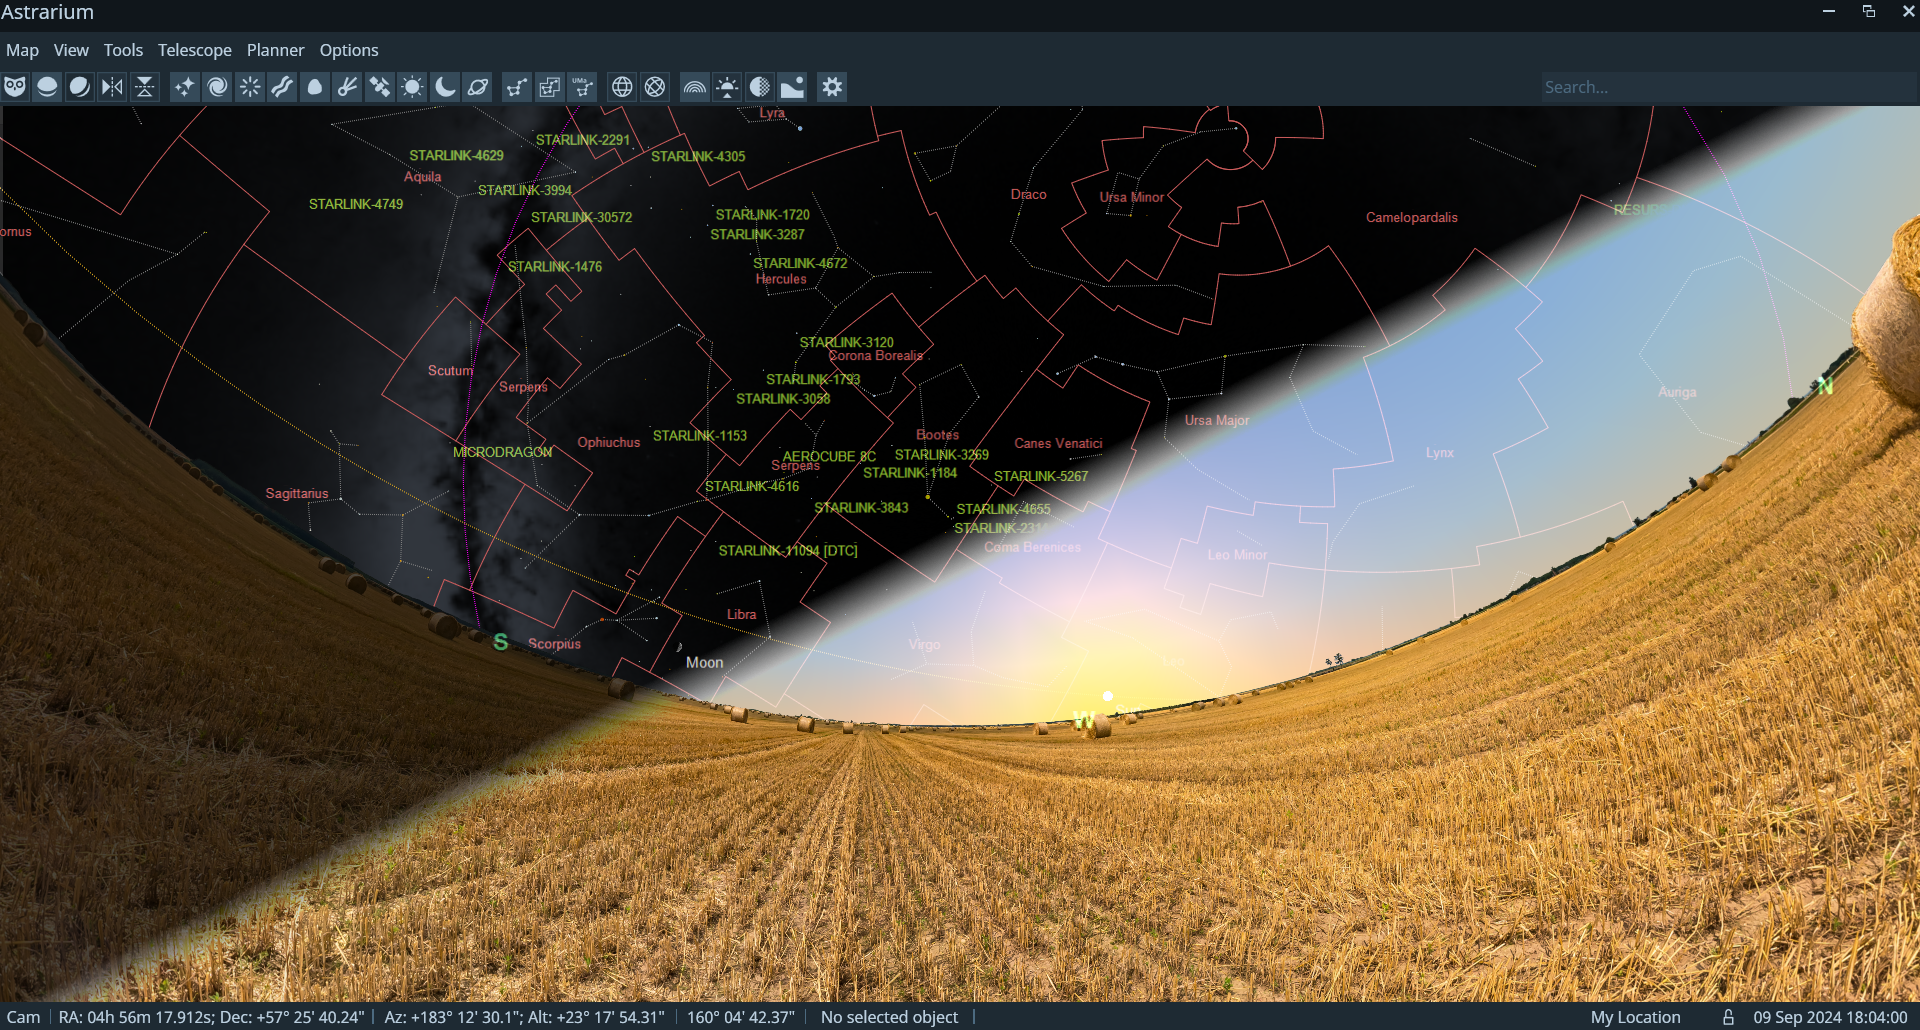 Astrarium
Map View Tools Telescope Planner Options
UMa
Search...
Lyra
STARLINK-2291
STARLINK-4629
STARLINK-4305
Aquila
STARLINK-3994
Draco
Ursa Minor
STARLINK-4749
STARLINK-30572
STARLINK-1720
Camelopardalis
omus
STARLINK-3287
STARLINK-1476
STARLINK-4672
Hercules
STARLINK-3120
Corona Borealis
Scutum
Serpens
STARLINK-1793
STARLINK-3058
N
Auriga
Ursa Major
STARLINK-1153
Bootes
Ophiuchus
Canes Venatici
MICRODRAGON
AEROCUBE 8C
STARLINK-3269
Lynx
Serpens
STARLINK-1184
STARLINK-5267
Sagittarius
STARLINK-4616
STARLINK-3843
STARLINK-4655
STARLINK-11094 [DTC]
Coma Berenices
Leo Minor
Libra
S
Scorpius
Virgo
Moon
Leo
W
Sun
Cam RA: 04h 56m 17.912s; Dec: +57° 25' 40.24" Az: +183° 12' 30.1"; Alt: +23° 17' 54.31" 160° 04' 42.37" No selected object My Location 09 Sep 2024 18:04:00